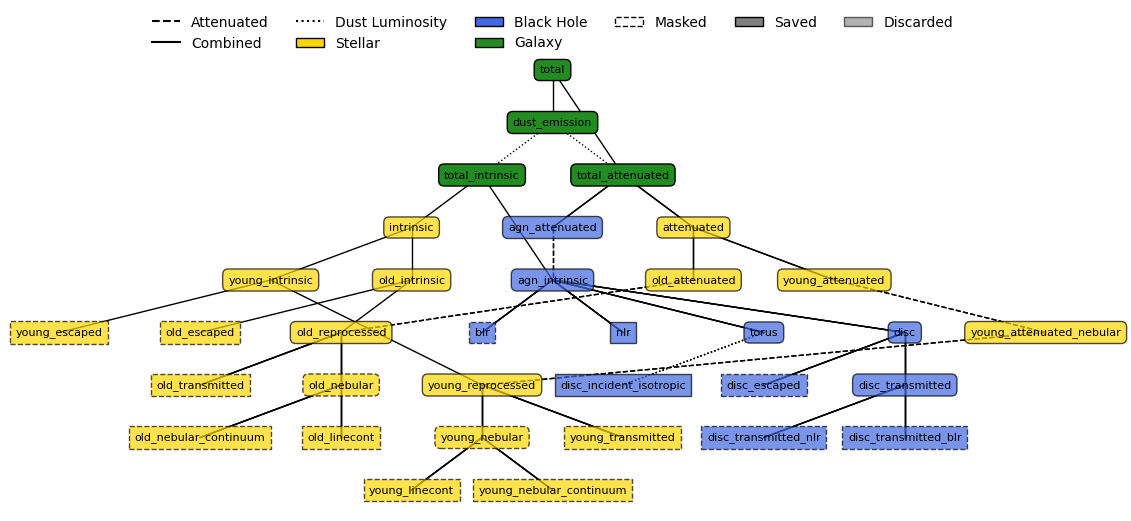 Attenuated Dust Luminosity Black Hole Masked Saved Discarded
Combined Stellar Galaxy
total
dust_emission
total_intrinsic total_attenuated
intrinsic agn_attenuated attenuated
young_intrinsic old_intrinsic agn_intrinsic old_attenuated young_attenuated
young_escaped old_escaped old_reprocessed blr nlr torus disc young_attenuated_nebular
old_transmitted old_nebular young_reprocessed disc_incident_isotropic disc_escaped disc_transmitted
old_nebular_continuum old_linecont young_nebular young_transmitted disc_transmitted_nlr disc_transmitted_blr
young_linecont young_nebular_continuum